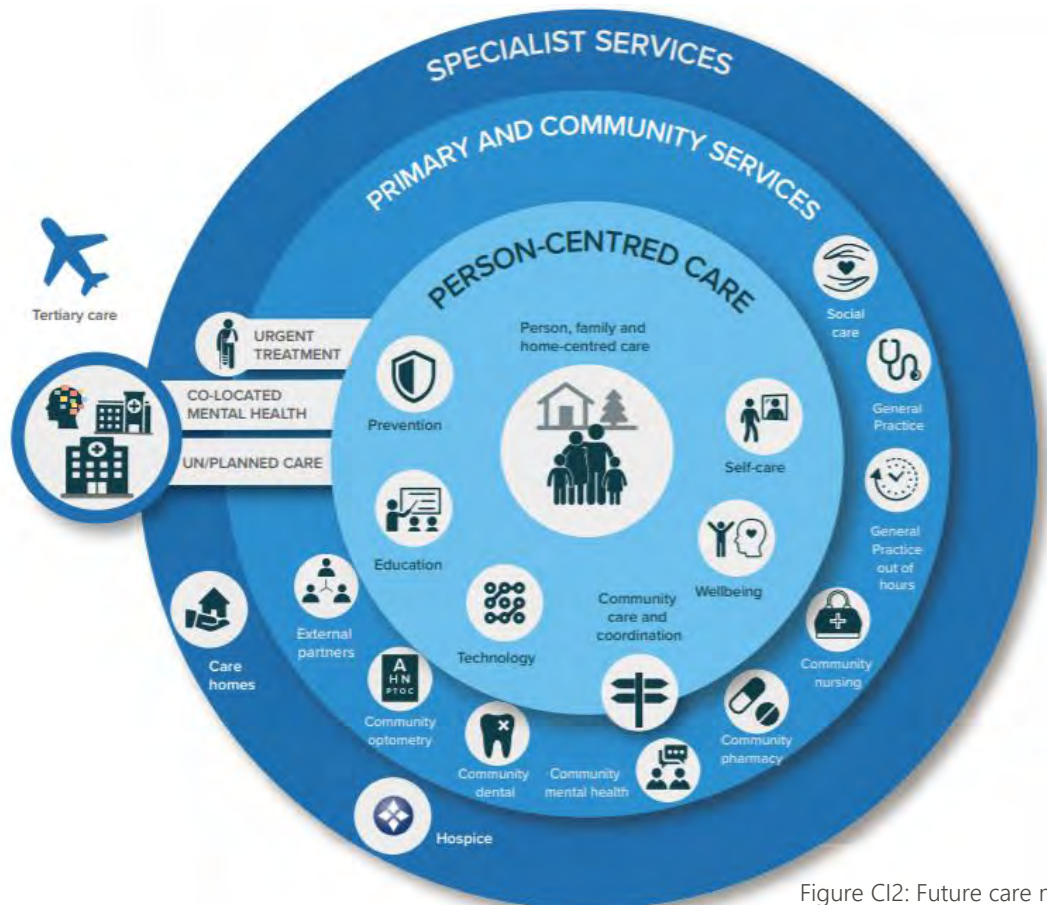 SPECIALIST SERVICES
PRIMARY AND COMMUNITY SERVICES
PERSON-CENTRED CARE
Tertiary care
URGENT
TREATMENT
CO-LOCATED
MENTAL HEALTH
UN/PLANNED CARE
Person, family and
home-centred care
Prevention
Education
Technology
Community
care and
coordination
Wellbeing
Self-care
Social
care
General
Practice
General
Practice
out of
hours
Community
nursing
Community
pharmacy
Community
mental health
Community
dental
A
HN
PTOC
Community
optometry
External
partners
Care
homes
Hospice
Figure CI2: Future care